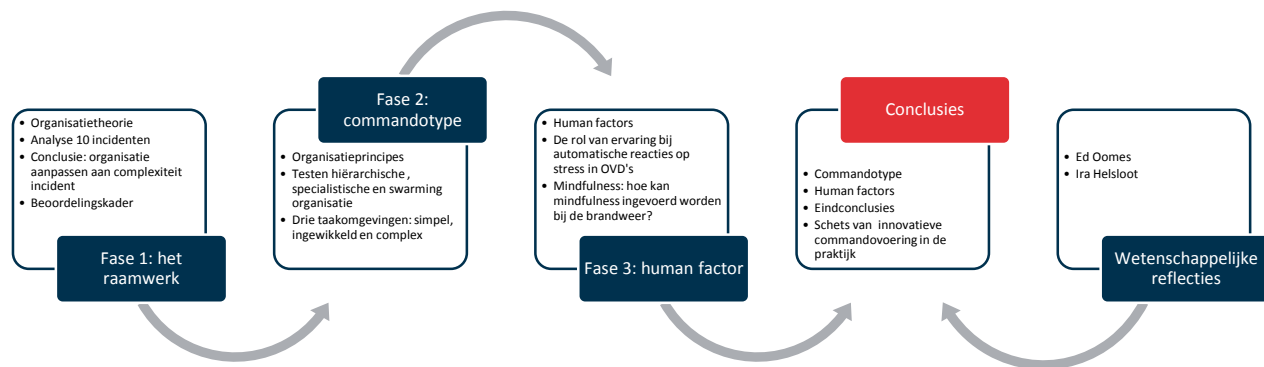 • Organisatietheorie
• Analyse 10 incidenten
• Conclusie: organisatie
aanpassen aan complexiteit
incident
• Beoordelingskader
Fase 1: het
raamwerk
Fase 2:
commandotype
• Organisatieprincipes
• Testen hiërarchische ,
specialistische en swarming
organisatie
• Drie taakomgevingen: simpel,
ingewikkeld en complex
• Human factors
• De rol van ervaring bij
automatische reacties op
stress in OVD's
• Mindfulness: hoe kan
mindfulness ingevoerd worden
bij de brandweer?
Fase 3: human factor
Conclusies
• Commandotype
• Human factors
• Eindconclusies
• Schets van innovatieve
commandovoering in de
praktijk
• Ed Oomes
• Ira Helsloot
Wetenschappelijke
reflecties